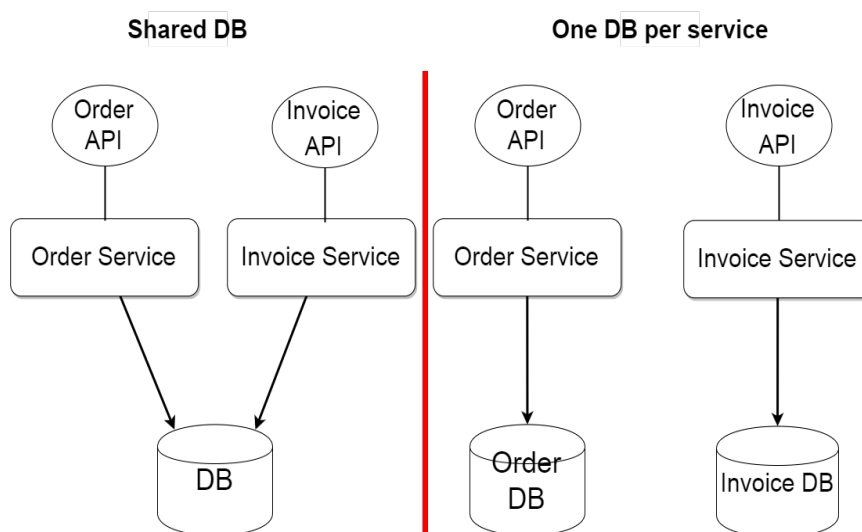 Shared DB
One DB per service
Order
API
Invoice
API
Order
API
Invoice
API
Order Service
Invoice Service
Order Service
Invoice Service
DB
Order
DB
Invoice DB